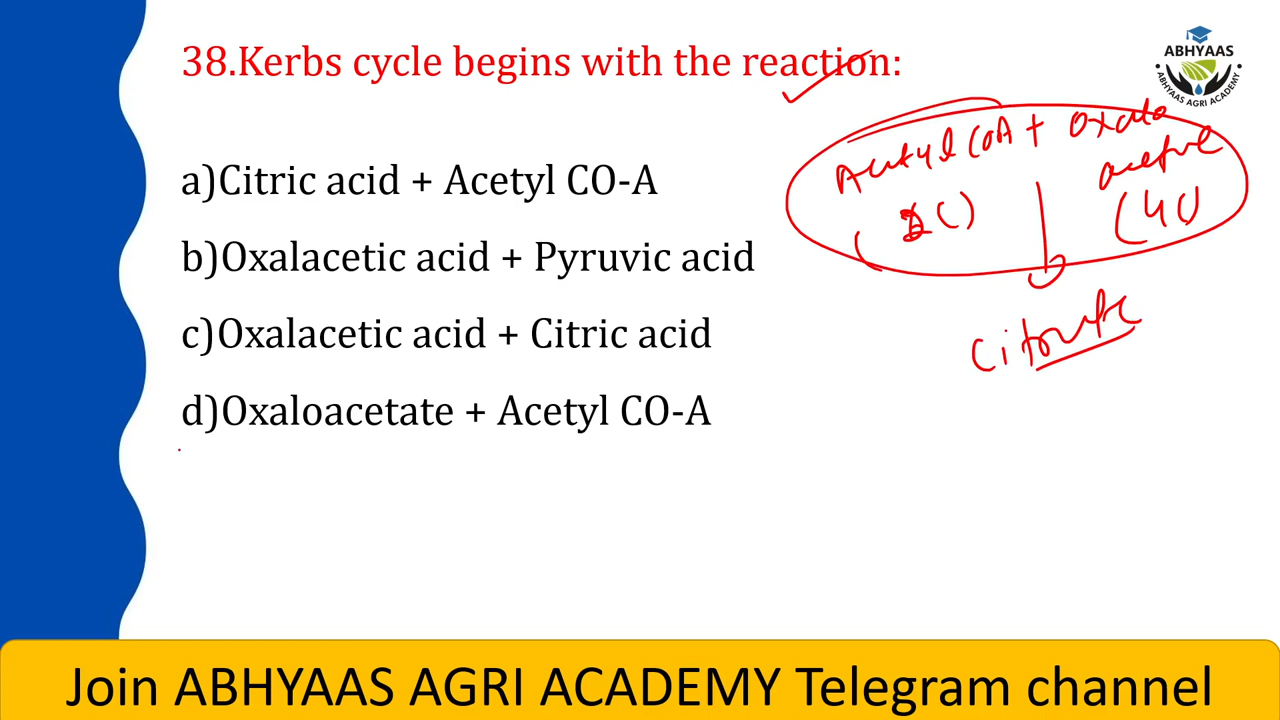 38.Kerbs cycle begins with the reaction:
ABHYAAS
ABHYAAS AGRI ACADEMY
Acetyl COA + Oxalo
acetate
(2C)
(4C)
citrate
a)Citric acid + Acetyl CO-A
b)Oxalacetic acid + Pyruvic acid
c)Oxalacetic acid + Citric acid
d)Oxaloacetate + Acetyl CO-A
Join ABHYAAS AGRI ACADEMY Telegram channel